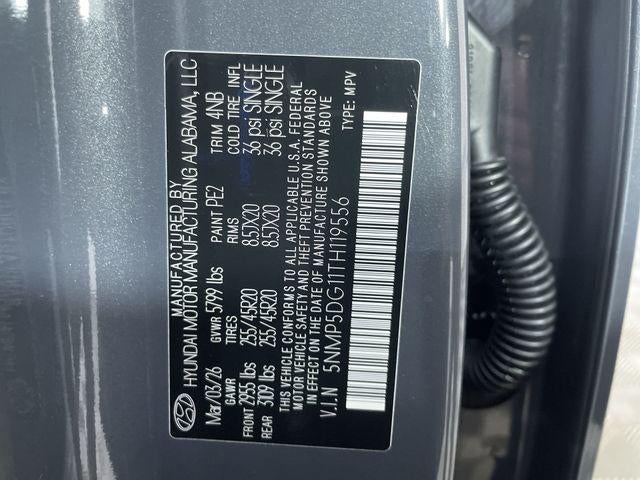 MANUFACTURED BY
HYUNDAI MOTOR MANUFACTURING ALABAMA, LLC
Mar/03/26 GVWR 5799 lbs PAINT PE2 TRIM 4NB
GAWR TIRES RIMS COLD TIRE INFL
FRONT 2955 lbs 255/45R20 8.5JX20 36 psi SINGLE
REAR 3109 lbs 255/45R20 8.5JX20 36 psi SINGLE
THIS VEHICLE CONFORMS TO ALL APPLICABLE U.S.A. FEDERAL
MOTOR VEHICLE SAFETY AND THEFT PREVENTION STANDARDS
IN EFFECT ON THE DATE OF MANUFACTURE SHOWN ABOVE.
V.I.N 5NMP5DG11TH119556 TYPE: MPV